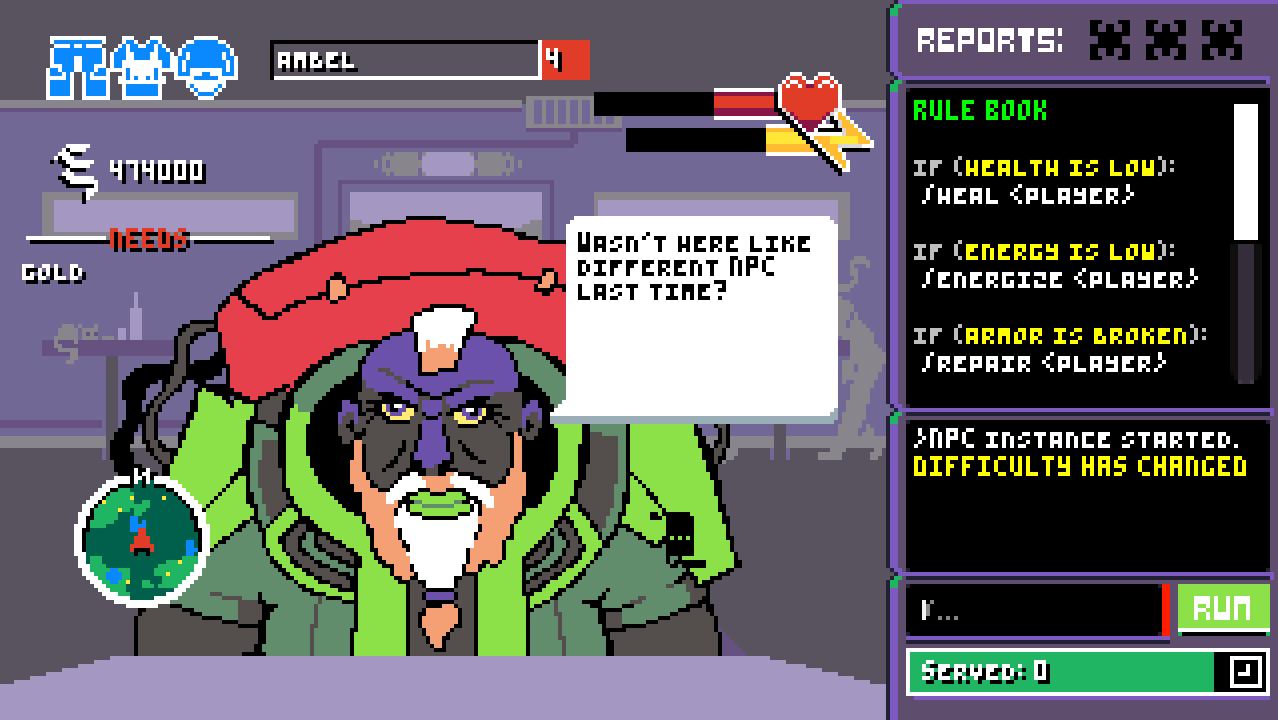 AMBEL 4
474000
NEEDS
GOLD
WASN'T HERE LIKE
DIFFERENT NPC
LAST TIME?
N
REPORTS:
RULE BOOK
IF (HEALTH IS LOW):
/HEAL <PLAYER>
IF (ENERGY IS LOW):
/ENERGIZE <PLAYER>
IF (ARMOR IS BROKEN):
/REPAIR <PLAYER>
>NPC INSTANCE STARTED.
DIFFICULTY HAS CHANGED
RUN
SERVED: 0